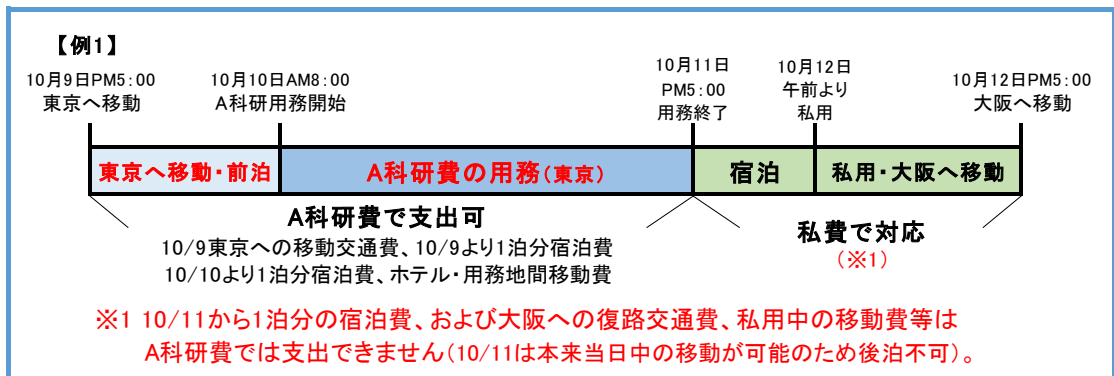 【例1】
10月9日PM5:00
東京へ移動
10月10日AM8:00
A科研用務開始
10月11日
PM5:00
用務終了
10月12日
午前より
私用
10月12日PM5:00
大阪へ移動
東京へ移動・前泊
A科研費の用務(東京)
宿泊
私用・大阪へ移動
A科研費で支出可
10/9東京への移動交通費、10/9より1泊分宿泊費
10/10より1泊分宿泊費、ホテル・用務地間移動費
私費で対応
(※1)
※1 10/11から1泊分の宿泊費、および大阪への復路交通費、私用中の移動費等は
A科研費では支出できません(10/11は本来当日中の移動が可能のため後泊不可)。